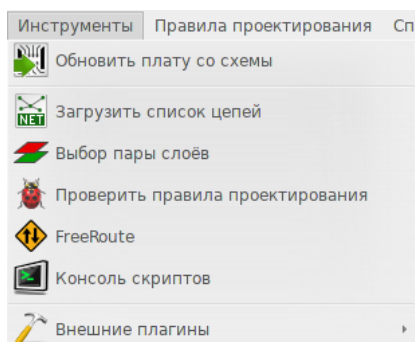 Инструменты Правила проектирования Сп
Обновить плату со схемы
NET Загрузить список цепей
Выбор пары слоёв
Проверить правила проектирования
FreeRoute
Консоль скриптов
Внешние плагины